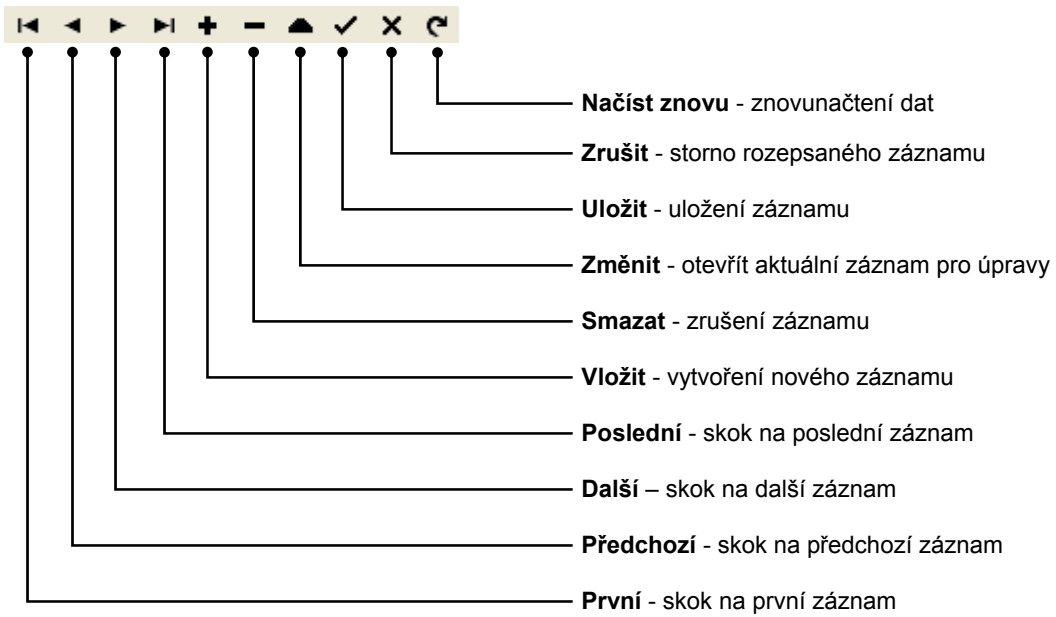 Načíst znovu - znovunačtení dat
Zrušit - storno rozepsaného záznamu
Uložit - uložení záznamu
Změnit - otevřít aktuální záznam pro úpravy
Smazat - zrušení záznamu
Vložit - vytvoření nového záznamu
Poslední - skok na poslední záznam
Další – skok na další záznam
Předchozí - skok na předchozí záznam
První - skok na první záznam